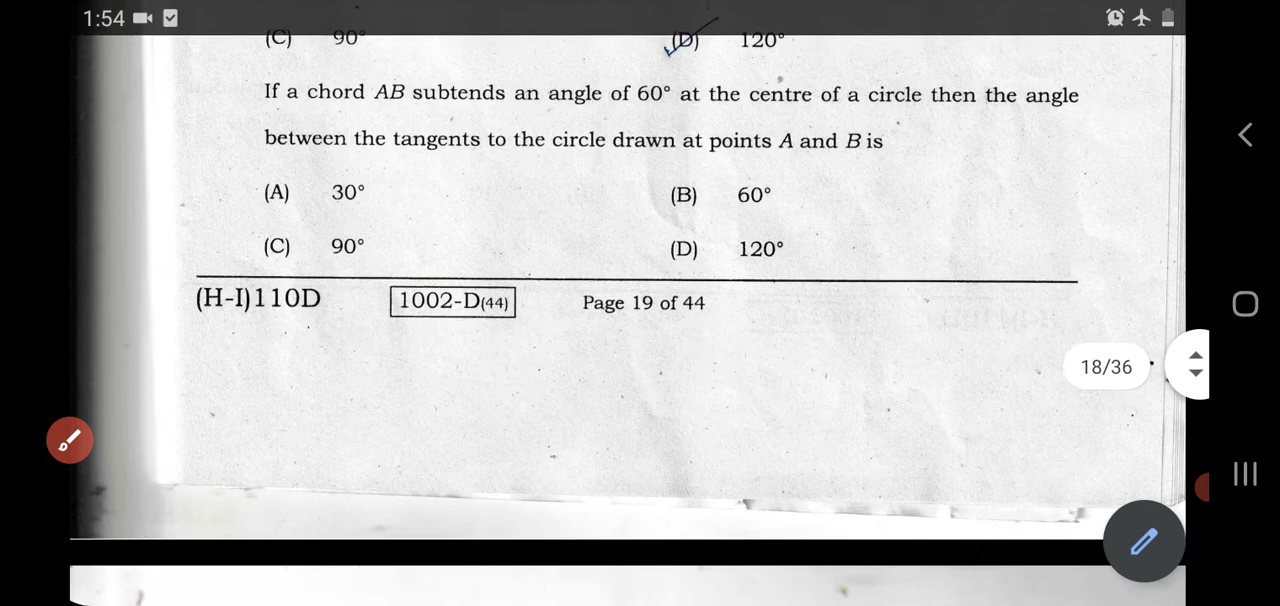 1:54
(C) 90° (D) 120°
If a chord AB subtends an angle of 60° at the centre of a circle then the angle
between the tangents to the circle drawn at points A and B is
(A) 30° (B) 60°
(C) 90° (D) 120°
(H-I)110D 1002-D(44) Page 19 of 44
18/36